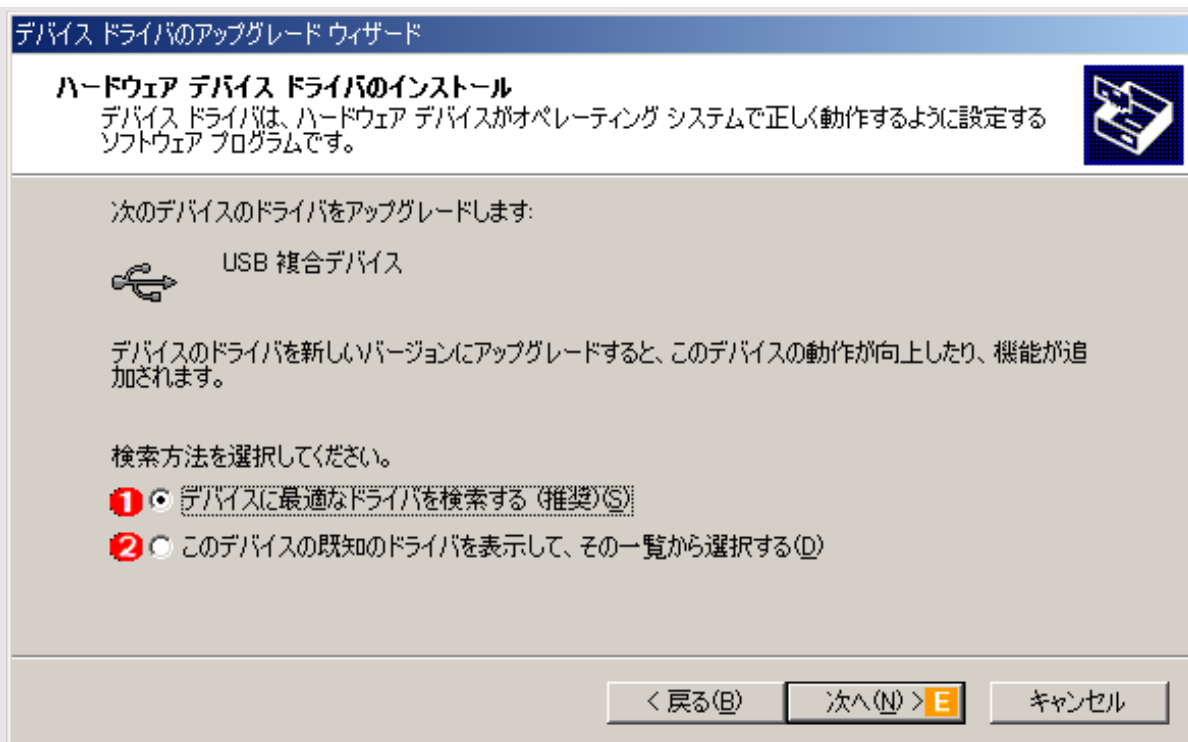 デバイス ドライバのアップグレード ウィザード
ハードウェア デバイス ドライバのインストール
デバイス ドライバは、ハードウェア デバイスがオペレーティング システムで正しく動作するように設定する
ソフトウェア プログラムです。
次のデバイスのドライバをアップグレードします:
USB 複合デバイス
デバイスのドライバを新しいバージョンにアップグレードすると、このデバイスの動作が向上したり、機能が追
加されます。
検索方法を選択してください。
1 デバイスに最適なドライバを検索する (推奨)(S)
2 このデバイスの既知のドライバを表示して、その一覧から選択する(D)
< 戻る(B) 次へ(N) > E キャンセル